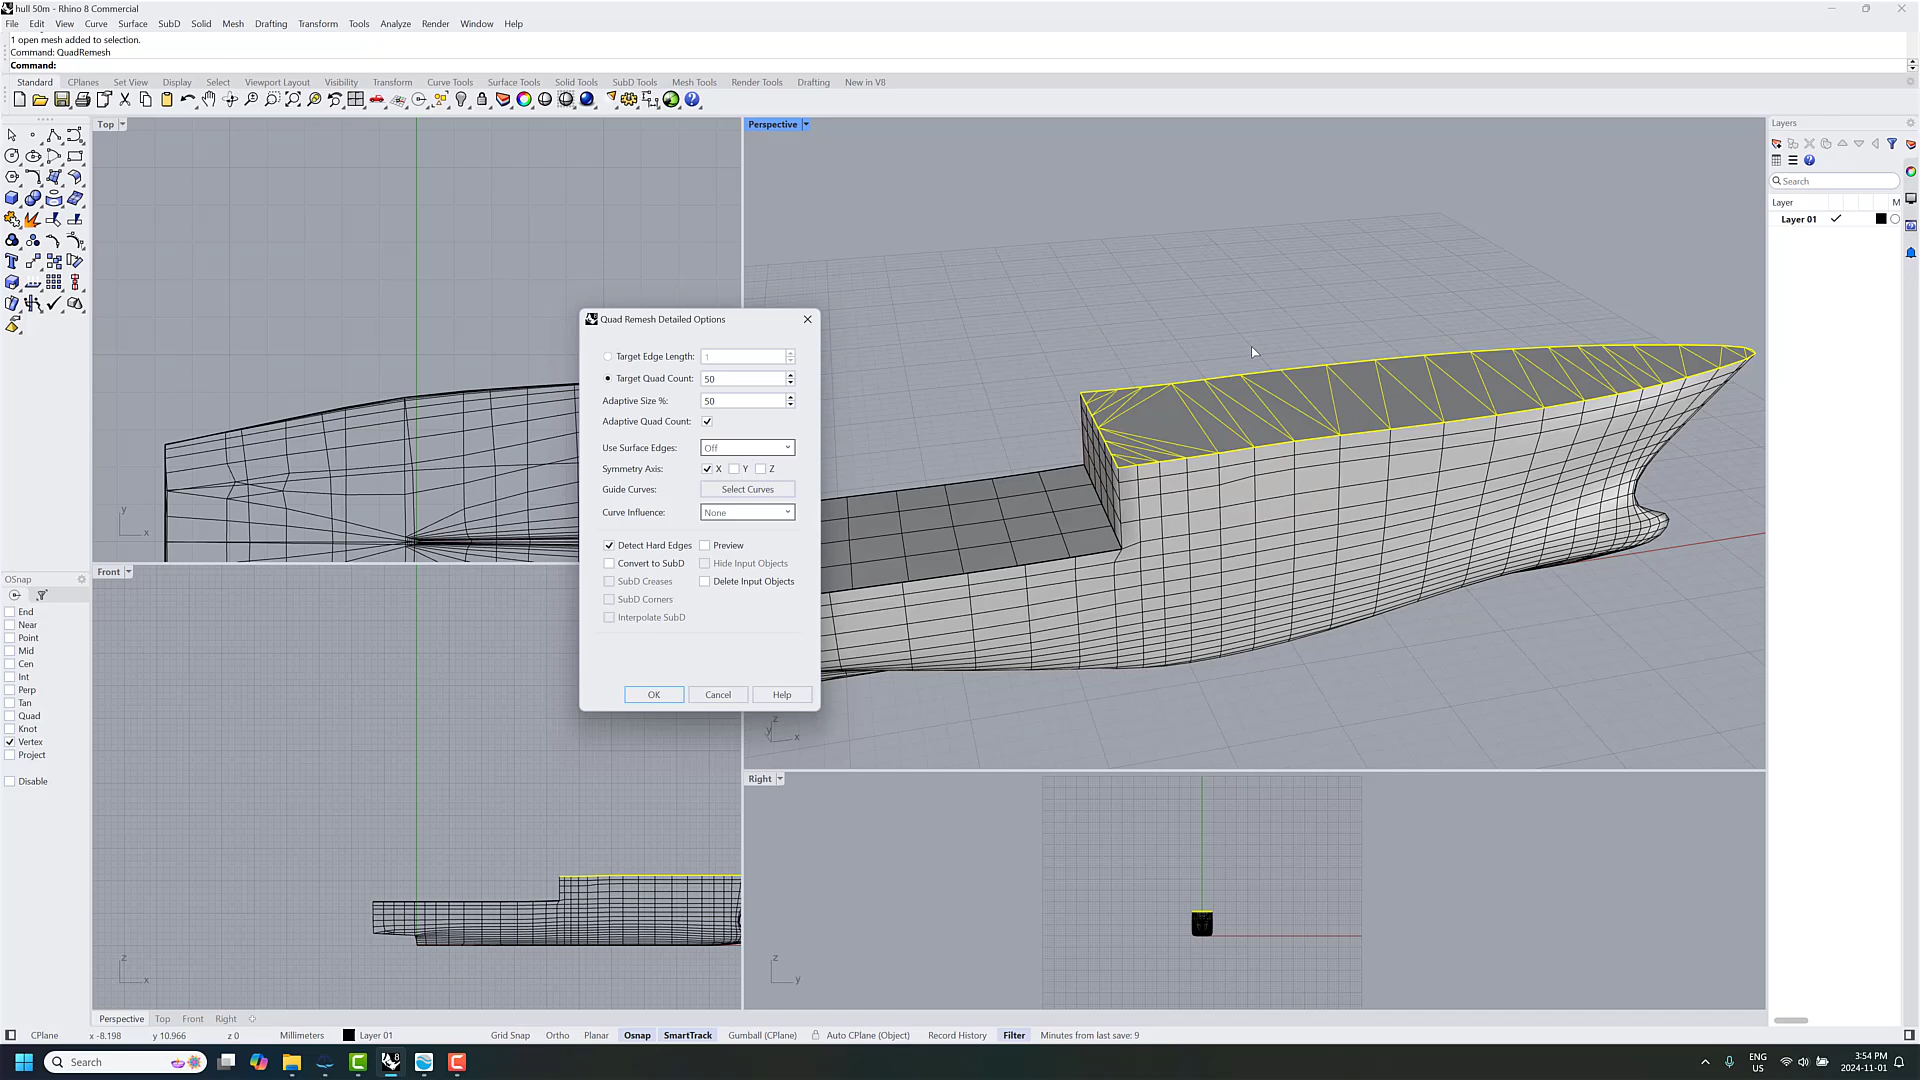 hull 50m - Rhino 8 Commercial
File Edit View Curve Surface SubD Solid Mesh Drafting Transform Tools Analyze Render Window Help
1 open mesh added to selection.
Command: QuadRemesh
Command:
Standard CPlanes Set View Display Select Viewport Layout Visibility Transform Curve Tools Surface Tools Solid Tools SubD Tools Mesh Tools Render Tools Drafting New in V8
Top
Perspective
Layers
Search
Layer M
Layer 01
Quad Remesh Detailed Options
Target Edge Length: 1
Target Quad Count: 50
Adaptive Size %: 50
Adaptive Quad Count:
Use Surface Edges: Off
Symmetry Axis: X Y Z
Guide Curves: Select Curves
Curve Influence: None
Detect Hard Edges Preview
Convert to SubD Hide Input Objects
SubD Creases Delete Input Objects
SubD Corners
Interpolate SubD
OK Cancel Help
y
x
z
y
x
Front
Right
OSnap
End
Near
Point
Mid
Cen
Int
Perp
Tan
Quad
Knot
Vertex
Project
Disable
z
x
z
y
Perspective Top Front Right
CPlane x -8.198 y 10.966 z 0 Millimeters Layer 01 Grid Snap Ortho Planar Osnap SmartTrack Gumball (CPlane) Auto CPlane (Object) Record History Filter Minutes from last save: 9
Search
ENG
US
3:54 PM
2024-11-01